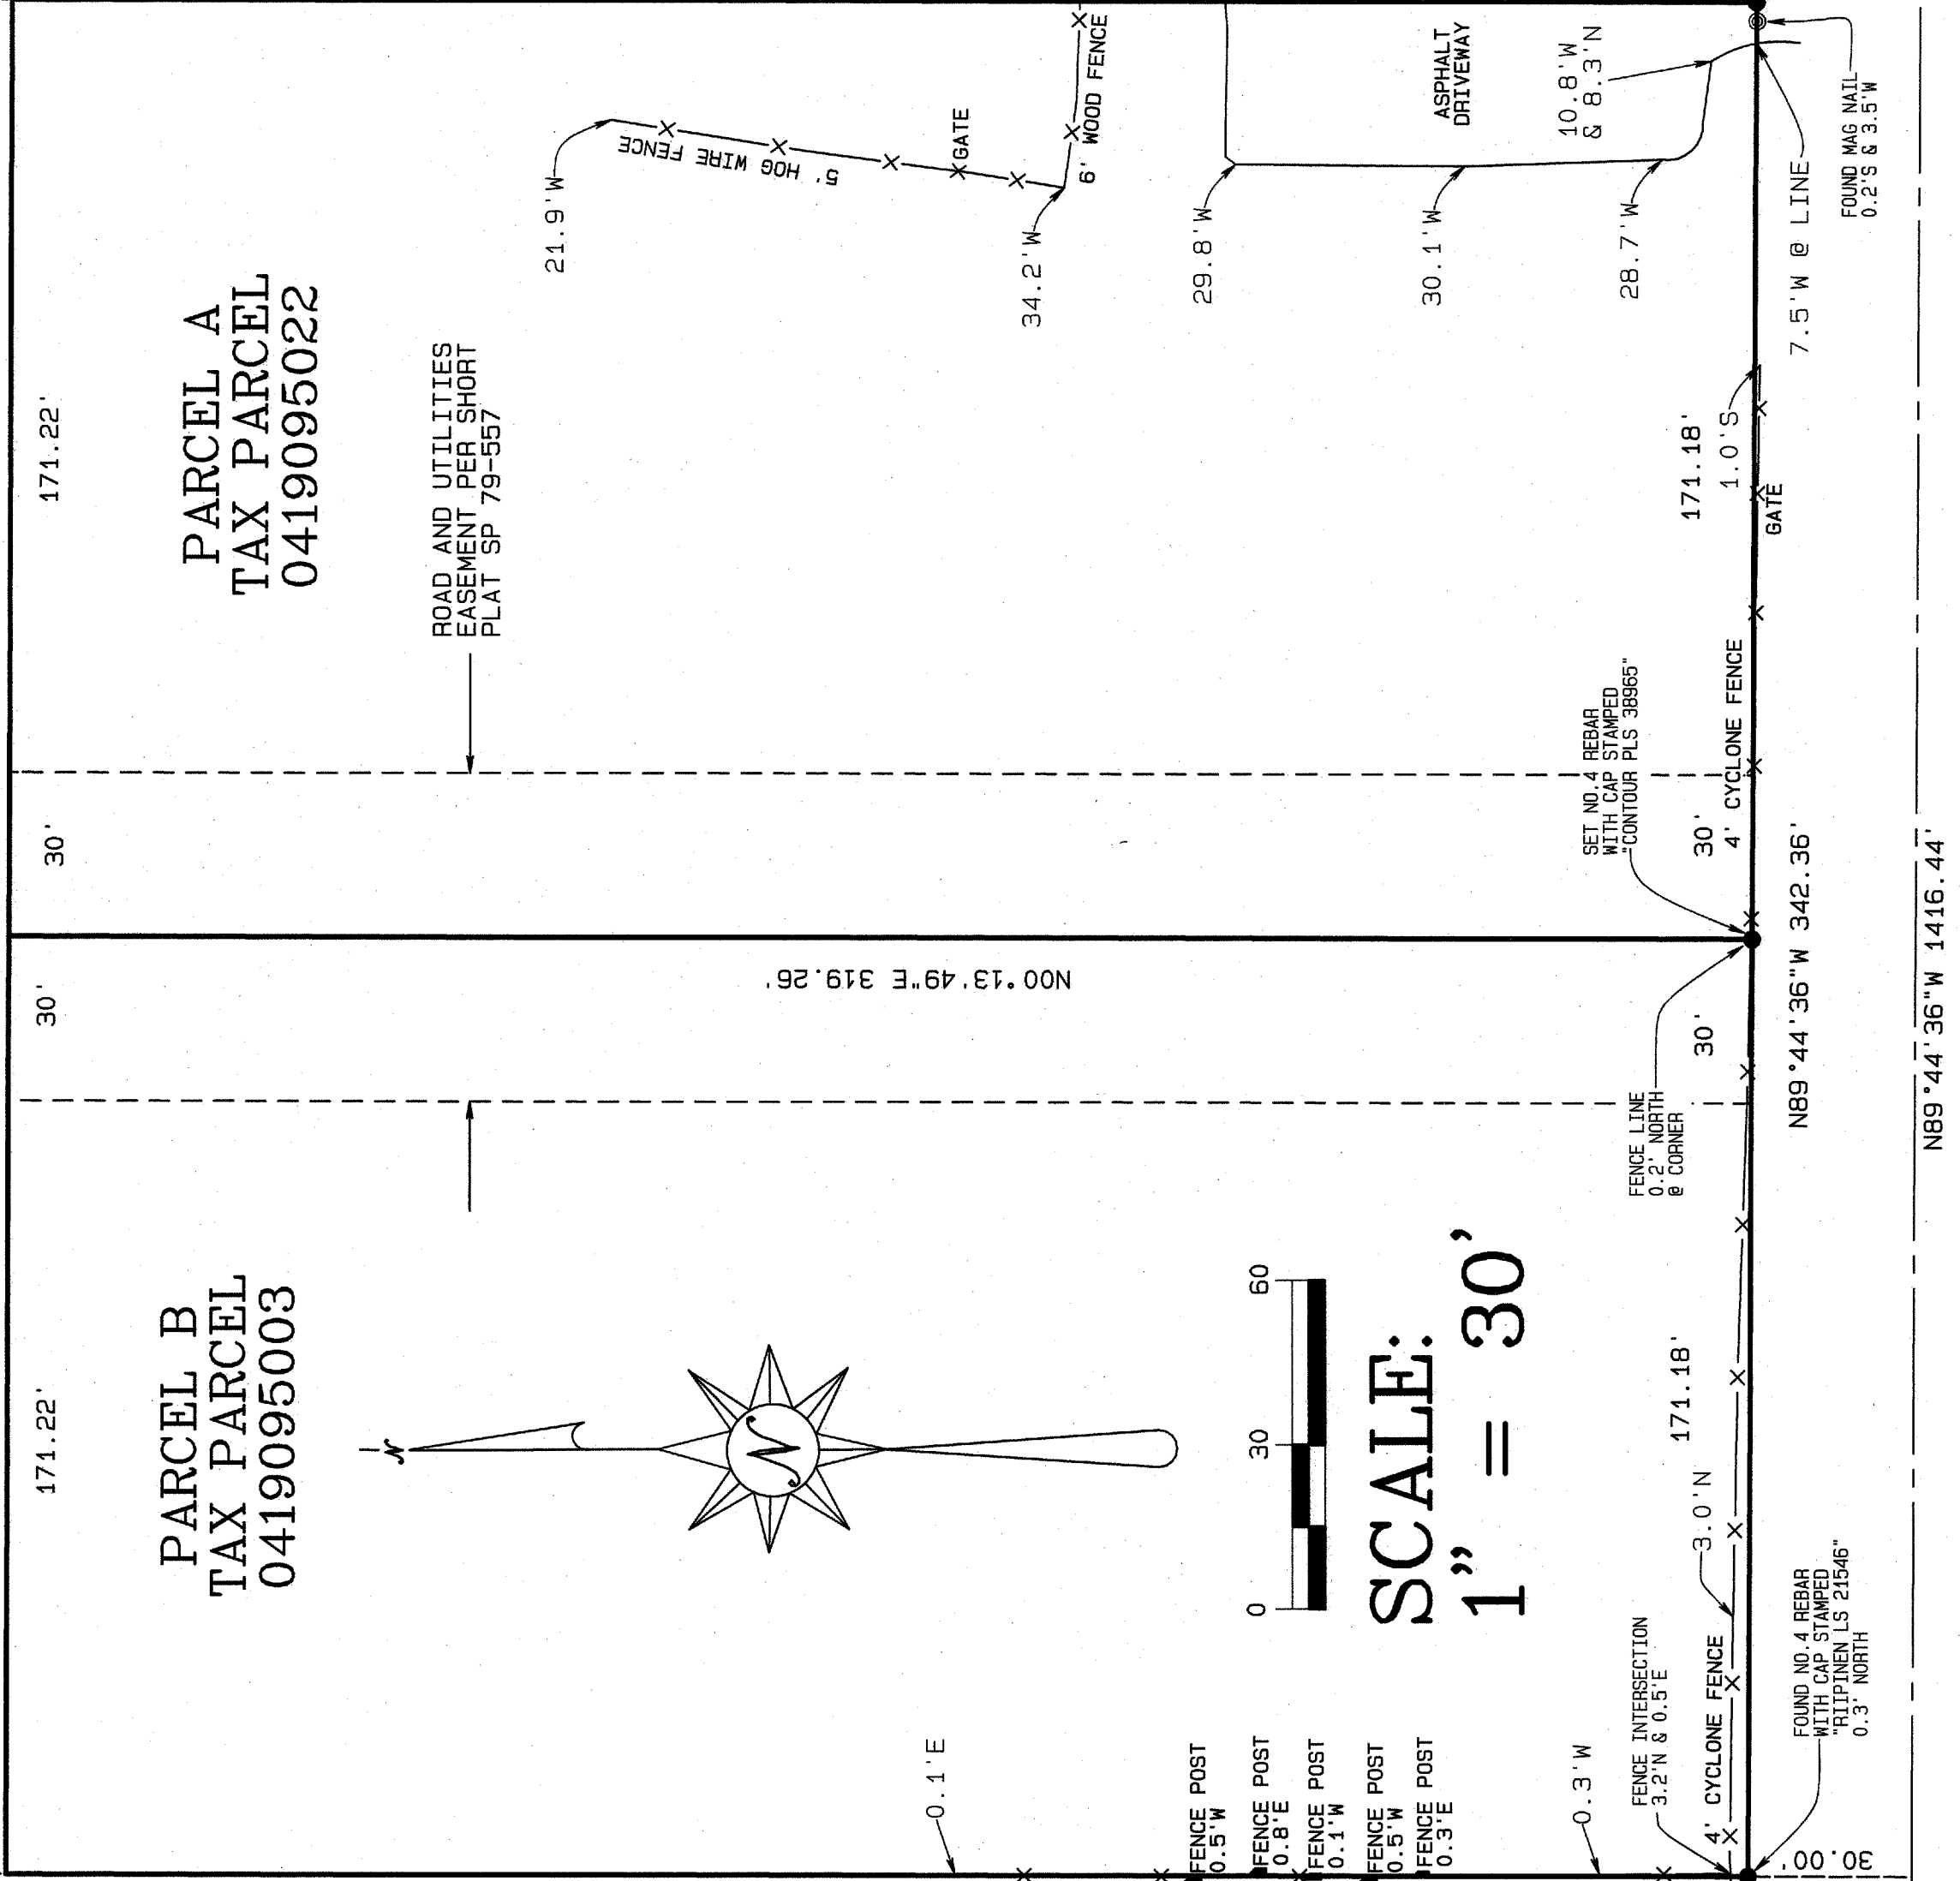 171.22'
171.22'
PARCEL B
TAX PARCEL
0419095003
PARCEL A
TAX PARCEL
0419095022
30'
30'
ROAD AND UTILITIES
EASEMENT PER SHORT
PLAT SP 79-557
N
N
N00°13'49"E 319.26'
21.9'W
5' HOG WIRE FENCE
GATE
34.2'W
6' WOOD FENCE
29.8'W
30.1'W
28.7'W
ASPHALT
DRIVEWAY
10.8'W
& 8.3'N
0.1'E
FENCE POST
0.5'W
FENCE POST
0.8'E
FENCE POST
0.1'W
FENCE POST
0.5'W
FENCE POST
0.3'E
0 30 60
SCALE:
1" = 30'
0.3'W
FENCE INTERSECTION
3.2'N & 0.5'E
4' CYCLONE FENCE
3.0'N
171.18'
FENCE LINE
0.2' NORTH
@ CORNER
30'
SET NO.4 REBAR
WITH CAP STAMPED
"CONTOUR PLS 38965"
30'
4' CYCLONE FENCE
171.18'
1.0'S
GATE
7.5'W @ LINE
FOUND MAG NAIL
0.2'S & 3.5'W
FOUND NO.4 REBAR
WITH CAP STAMPED
"RIIPINEN LS 21546"
0.3' NORTH
N89°44'36"W 342.36'
30.00'
N89°44'36"W 1416.44'